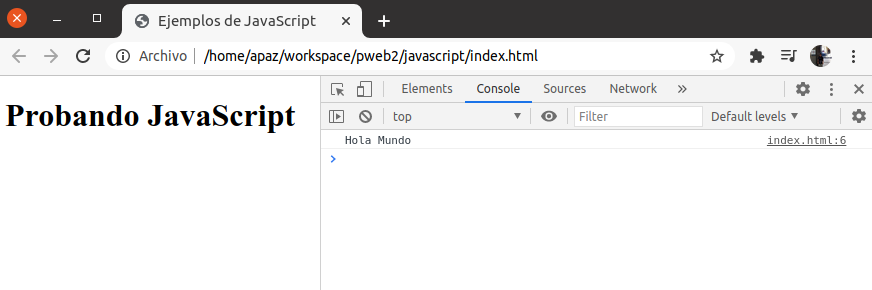 Ejemplos de JavaScript
Archivo /home/apaz/workspace/pweb2/javascript/index.html
Probando JavaScript
Elements Console Sources Network
top Filter Default levels
Hola Mundo index.html:6